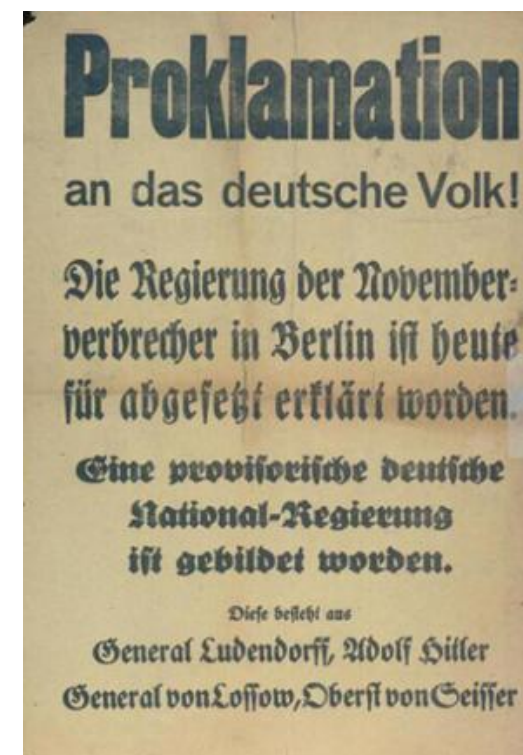 Proklamation
an das deutsche Volk!
Die Regierung der November-
verbrecher in Berlin ist heute
für abgesetzt erklärt worden.
Eine provisorische deutsche
National-Regierung
ist gebildet worden.
Diese besteht aus
General Ludendorff, Adolf Hitler
General von Lossow, Oberst von Seisser